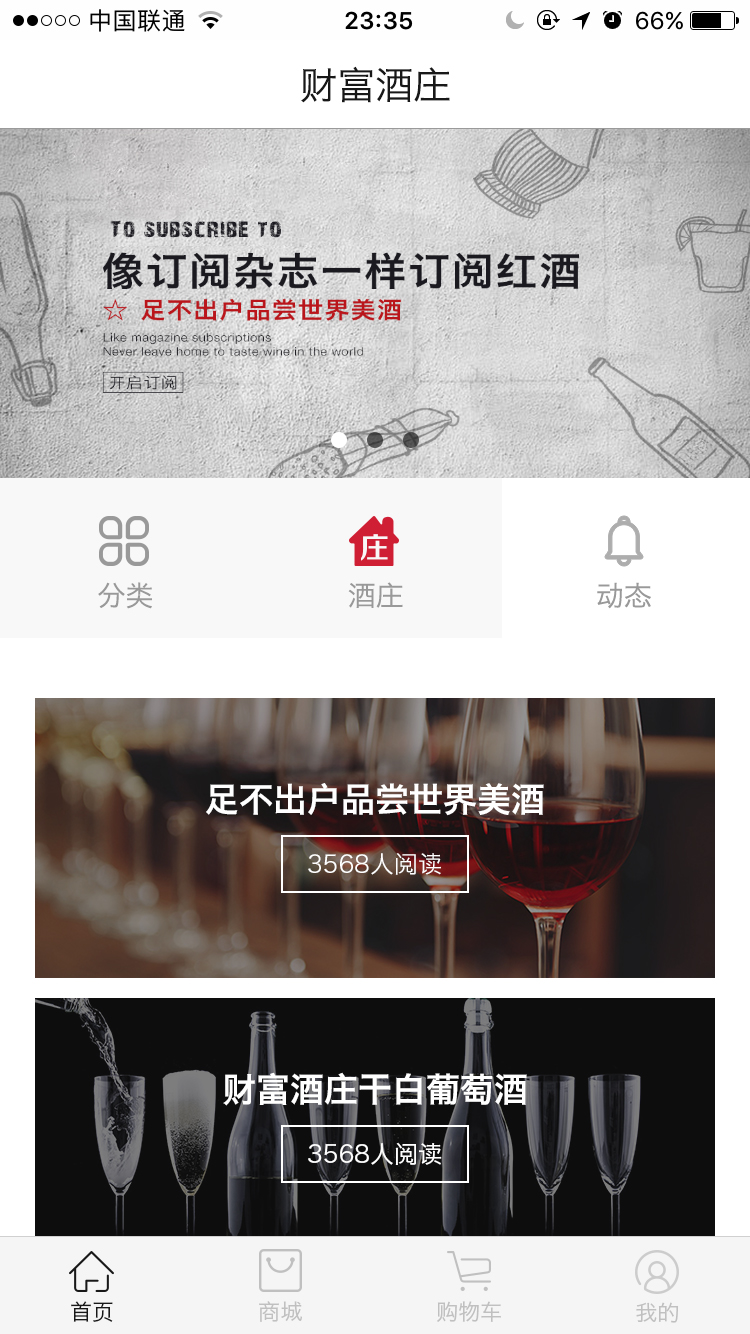 中国联通
23:35
66%
财富酒庄
TO SUBSCRIBE TO
像订阅杂志一样订阅红酒
☆ 足不出户品尝世界美酒
Like magazine subscriptions
Never leave home to taste wine in the world
开启订阅
分类
庄
酒庄
动态
足不出户品尝世界美酒
3568人阅读
财富酒庄干白葡萄酒
3568人阅读
首页
商城
购物车
我的